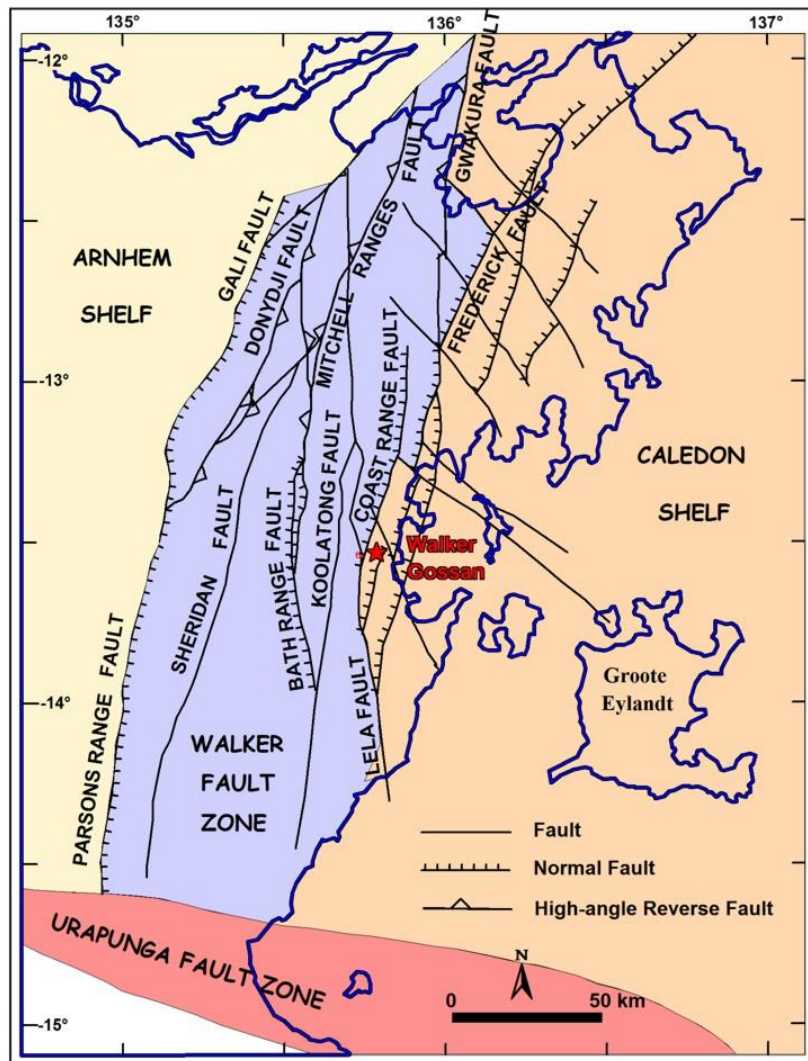 135°
136°
137°
-12°
GWAKURA FAULT
GALI FAULT
DONYDJI FAULT
MITCHELL RANGES FAULT
FREDERICK FAULT
ARNHEM
SHELF
-13°
COAST RANGE FAULT
KOOLATONG FAULT
BATH RANGE FAULT
SHERIDAN FAULT
PARSONS RANGE FAULT
CALEDON
SHELF
Walker
Gossan
-14°
LELA FAULT
Groote
Eylandt
WALKER
FAULT
ZONE
Fault
Normal Fault
High-angle Reverse Fault
URAPUNGA FAULT ZONE
N
0 50 km
-15°